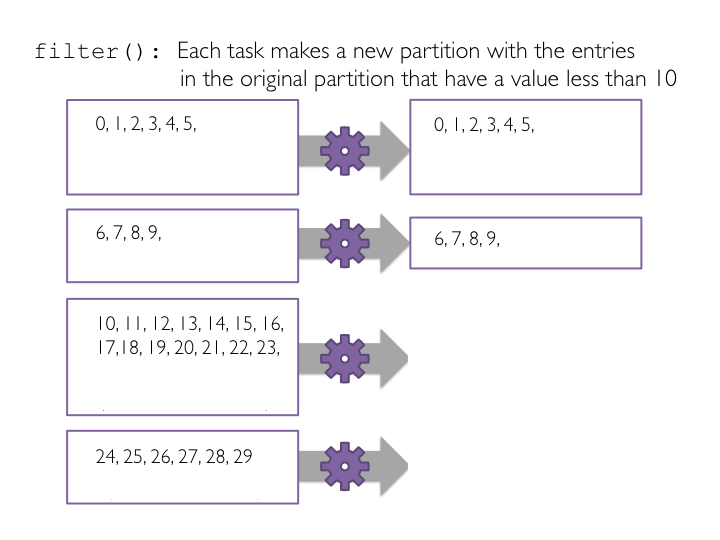 filter(): Each task makes a new partition with the entries
in the original partition that have a value less than 10
0, 1, 2, 3, 4, 5,
0, 1, 2, 3, 4, 5,
6, 7, 8, 9,
6, 7, 8, 9,
10, 11, 12, 13, 14, 15, 16,
17,18, 19, 20, 21, 22, 23,
24, 25, 26, 27, 28, 29